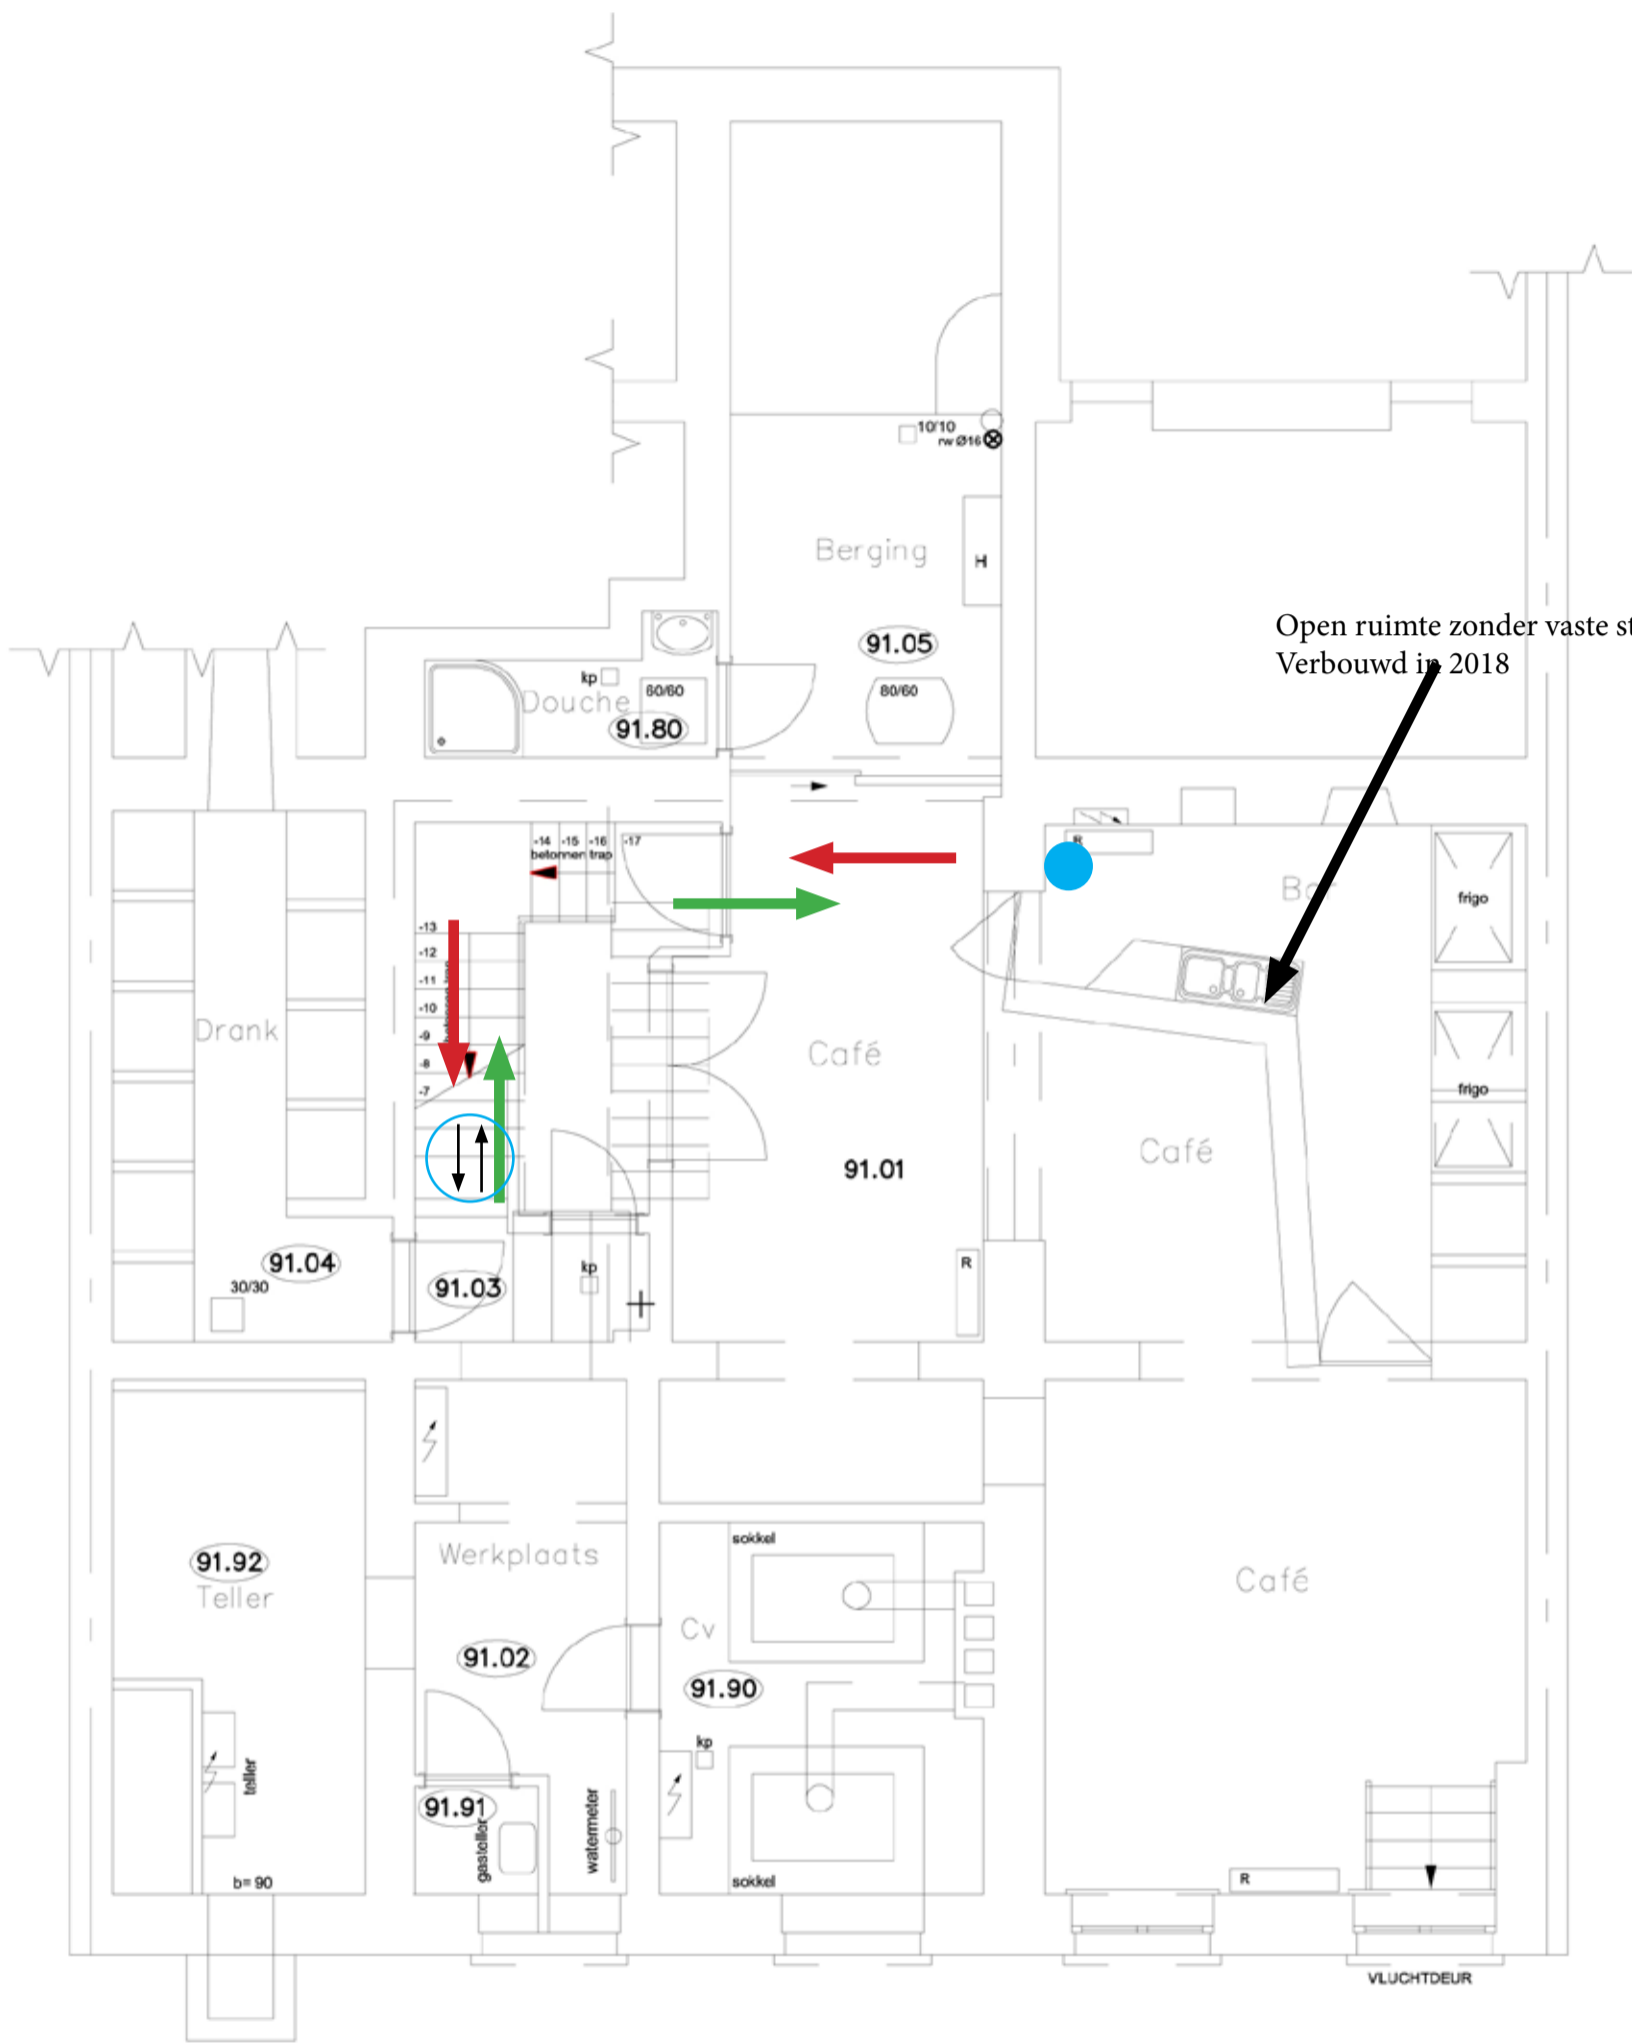 10/10
rw Ø16
Berging
H
91.05
80/60
Open ruimte zonder vaste st
Verbouwd in 2018
kp
60/60
Douche
91.80
-14
-15
-16
-17
betonnen trap
R
Bar
frigo
-13
-12
-11
-10
-9
-8
-7
Drank
Café
frigo
Café
91.01
91.04
30/30
91.03
kp
R
91.92
Teller
Werkplaats
91.02
sokkel
Cv
91.90
Café
kp
teller
91.91
gasteller
watermeter
b= 90
sokkel
R
VLUCHTDEUR